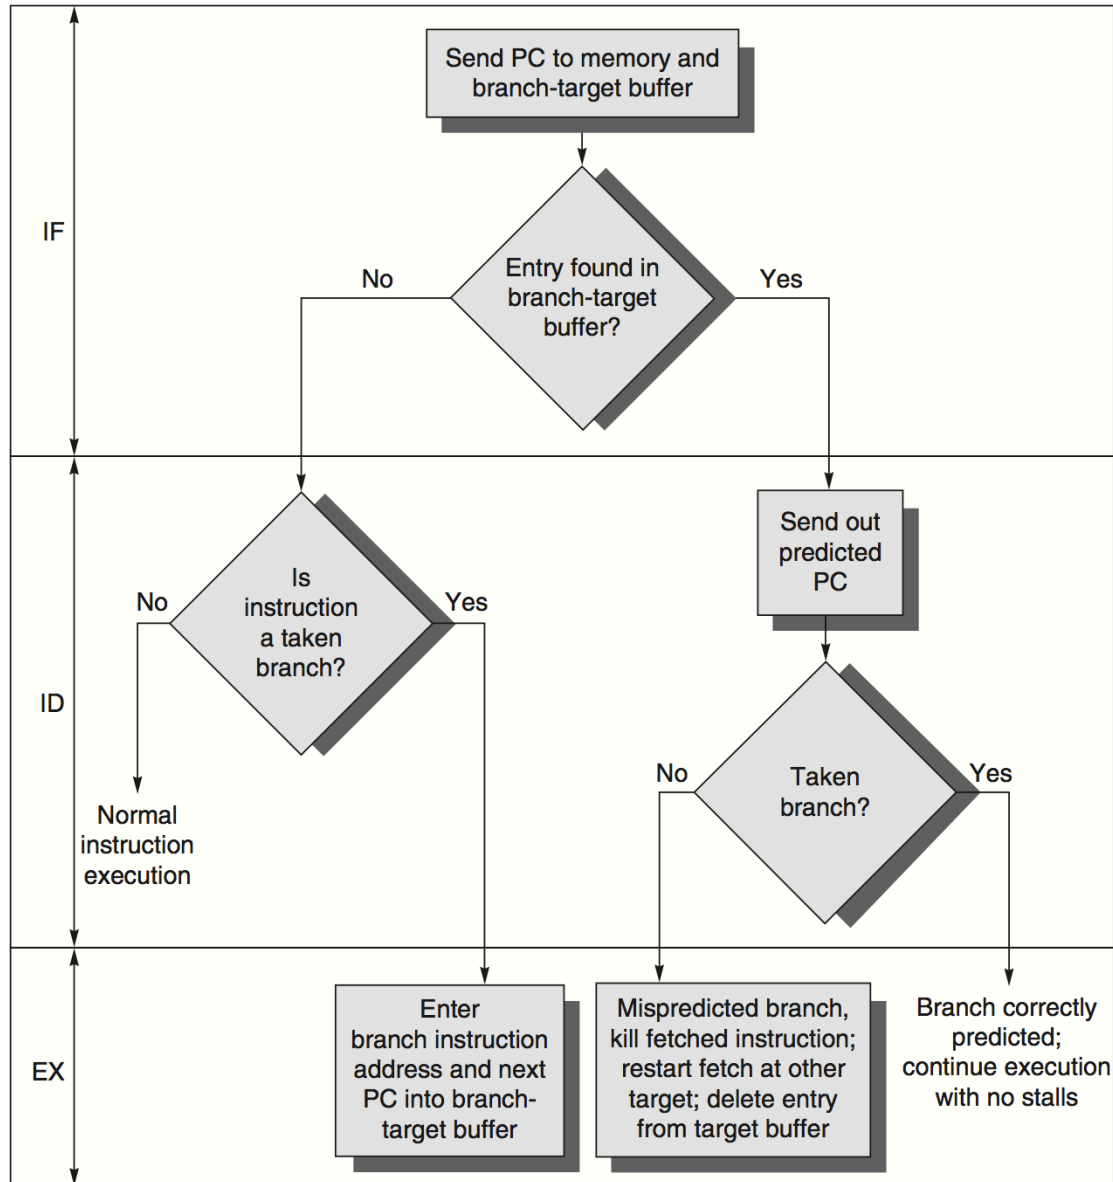 Send PC to memory and
branch-target buffer
IF
Entry found in
branch-target
buffer?
No
Yes
Is
instruction
a taken
branch?
No
Yes
Send out
predicted
PC
ID
Taken
branch?
No
Yes
Normal
instruction
execution
EX
Enter
branch instruction
address and next
PC into branch-
target buffer
Mispredicted branch,
kill fetched instruction;
restart fetch at other
target; delete entry
from target buffer
Branch correctly
predicted;
continue execution
with no stalls